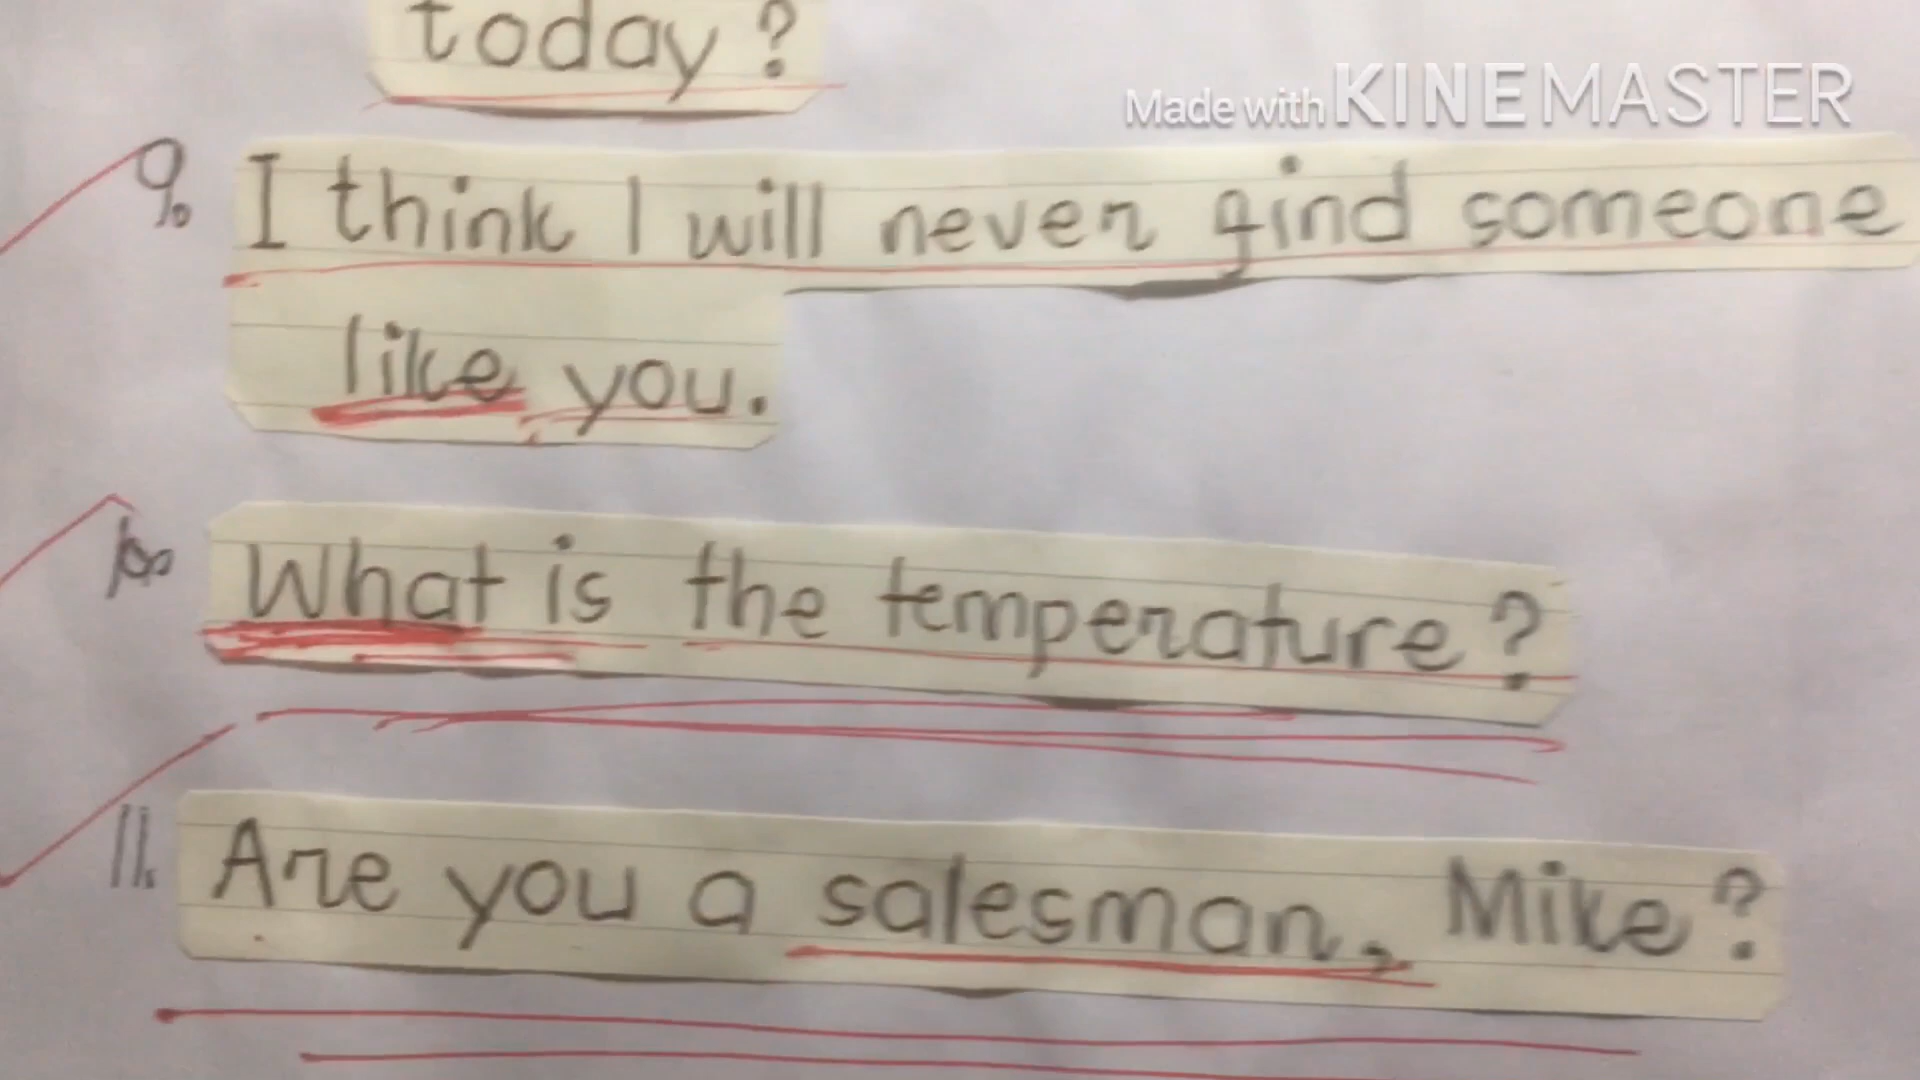 today?
Made with KINEMASTER
9. I think I will never find someone
like you.
10. What is the temperature?
11. Are you a salesman, Mike?